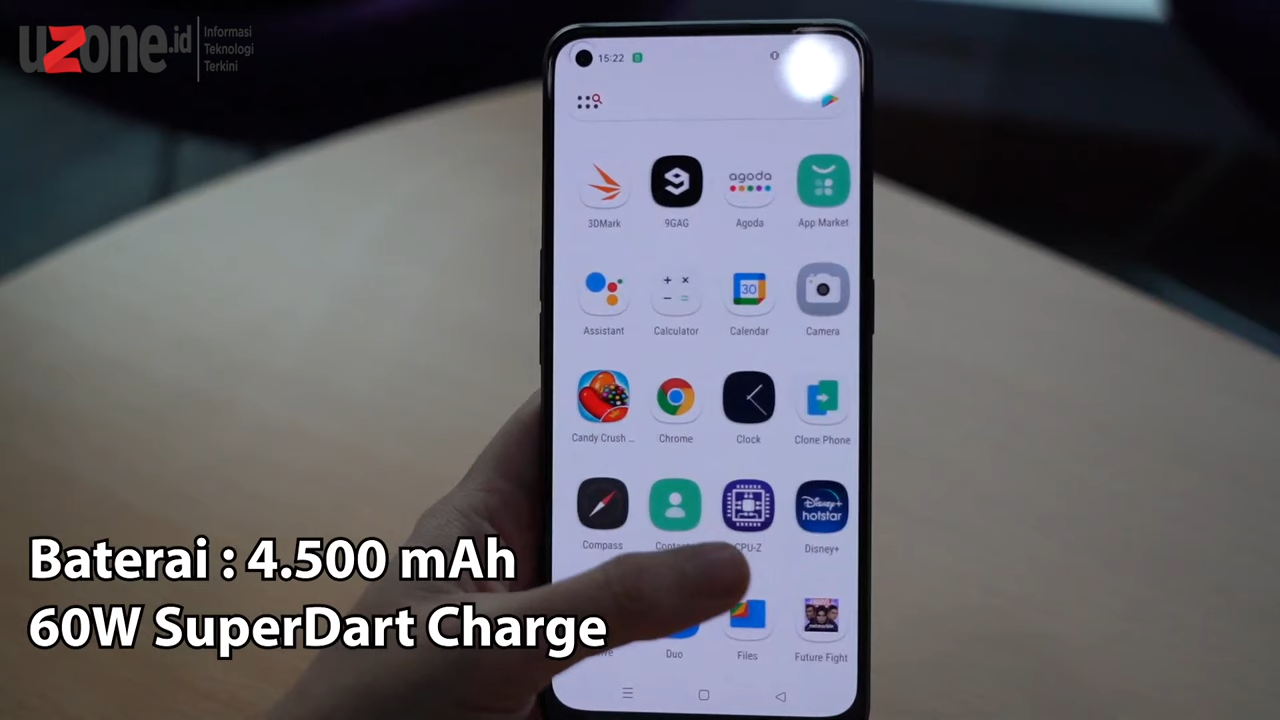 uzone.id
Informasi
Teknologi
Terkini
15:22
3DMark
9GAG
agoda
Agoda
App Market
Assistant
Calculator
30
Calendar
Camera
Candy Crush ...
Chrome
Clock
Clone Phone
Compass
CPU-Z
Disney+
hotstar
Disney+
Duo
Files
Future Fight
Baterai : 4.500 mAh
60W SuperDart Charge